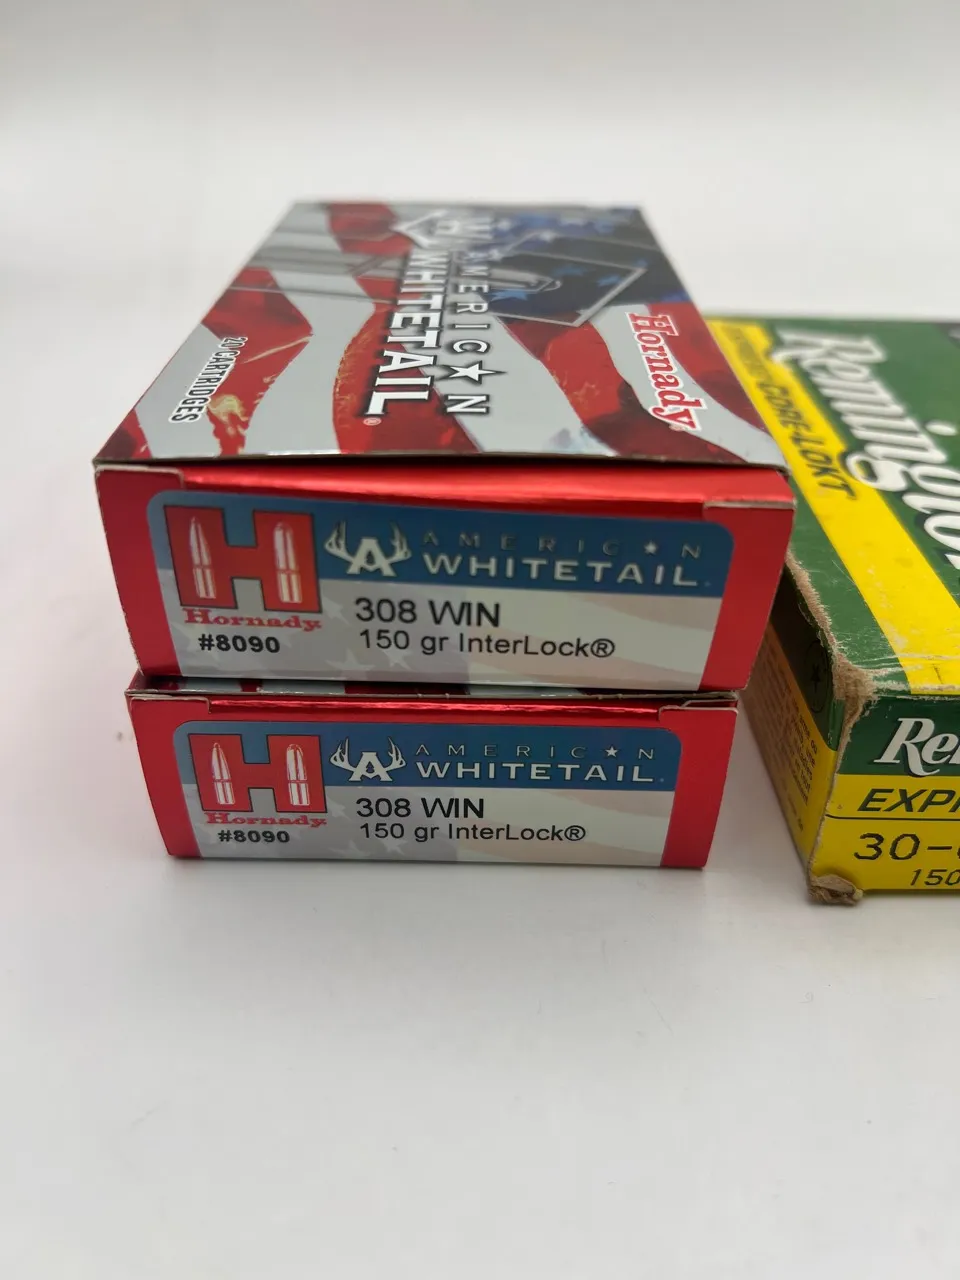 AMERICAN
WHITETAIL®
Hornady
20 CARTRIDGES
AMERICAN
WHITETAIL
Hornady
#8090
308 WIN
150 gr InterLock®
AMERICAN
WHITETAIL
Hornady
#8090
308 WIN
150 gr InterLock®
Remington
CORE-LOKT
Re
EXP
30-
150